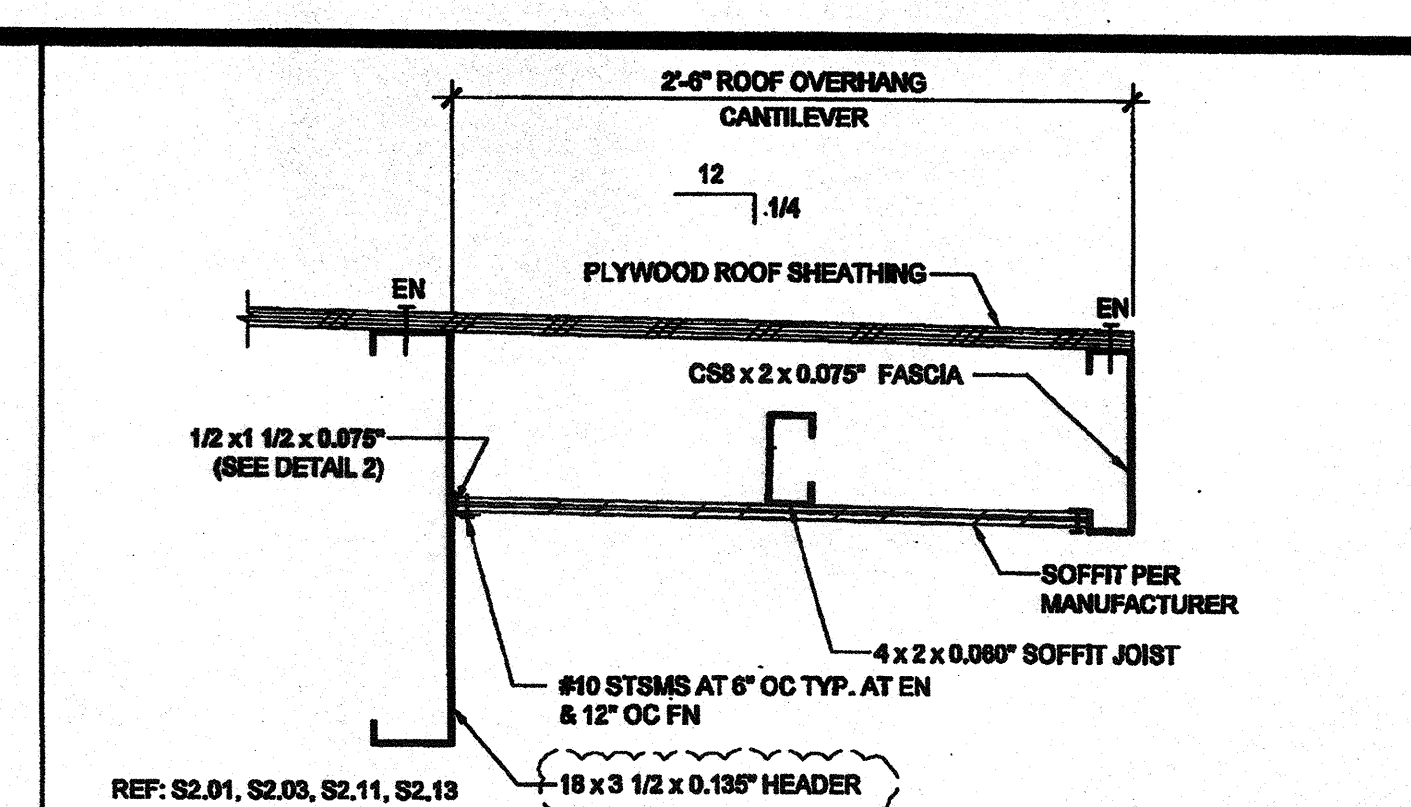 2'-6" ROOF OVERHANG
CANTILEVER
12
1/4
PLYWOOD ROOF SHEATHING
EN
EN
CS8 x 2 x 0.075" FASCIA
1/2 x1 1/2 x 0.075"
(SEE DETAIL 2)
SOFFIT PER
MANUFACTURER
4 x 2 x 0.060" SOFFIT JOIST
#10 STSMS AT 6" OC TYP. AT EN
& 12" OC FN
18 x 3 1/2 x 0.135" HEADER
REF: S2.01, S2.03, S2.11, S2.13